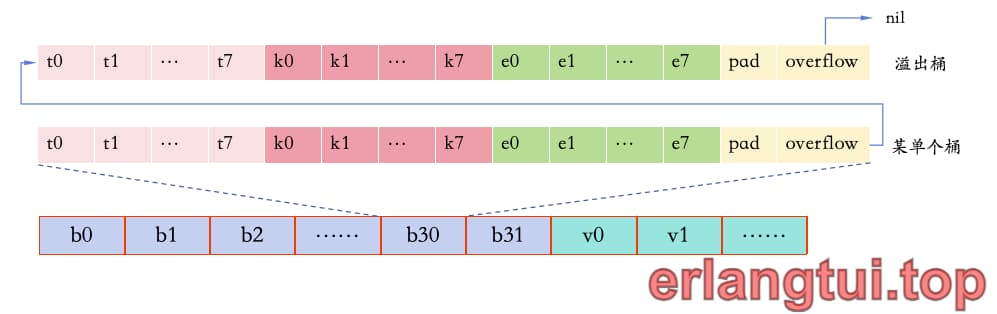 nil
t0 t1 ··· t7 k0 k1 ··· k7 e0 e1 ··· e7 pad overflow 溢出桶
t0 t1 ··· t7 k0 k1 ··· k7 e0 e1 ··· e7 pad overflow 某单个桶
b0 b1 b2 ······ b30 b31 v0 v1 ······
erlangtui.top